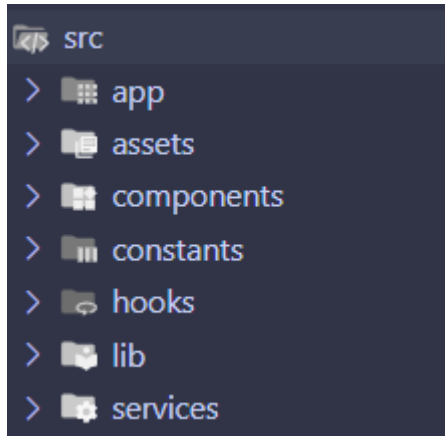 src
app
assets
components
constants
hooks
lib
services